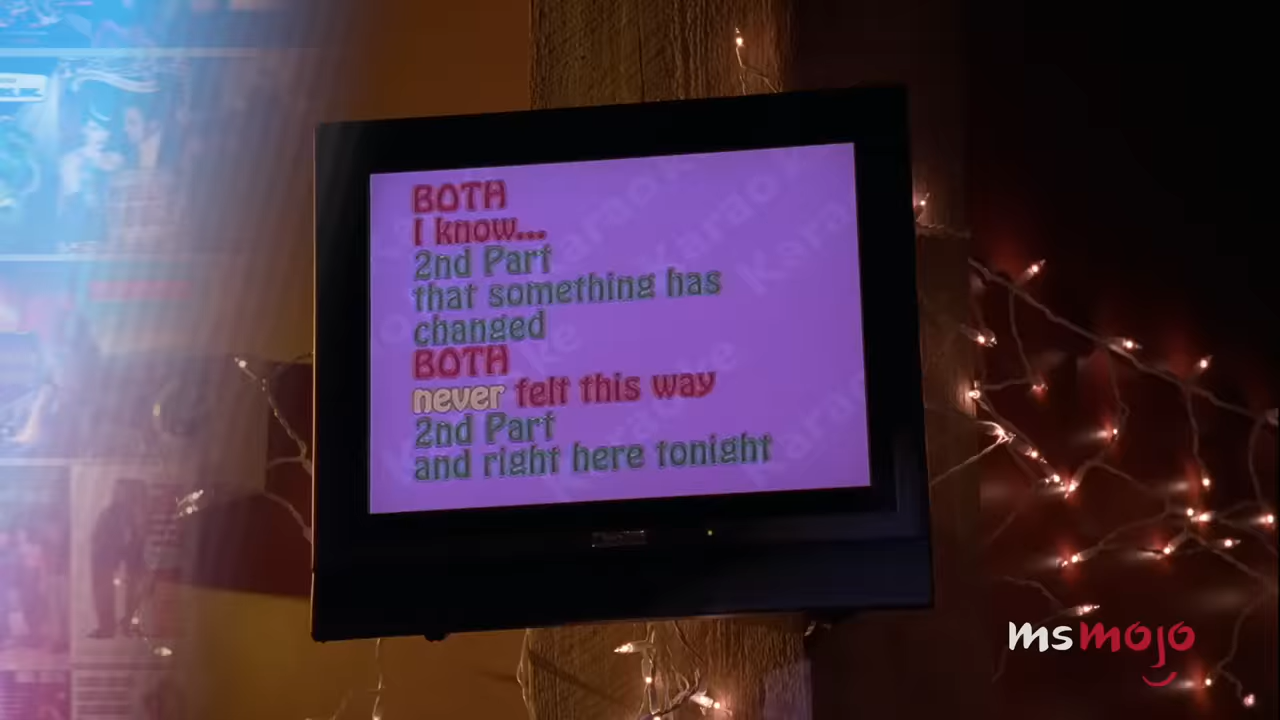 BOTH
I know...
2nd Part
that something has
changed
BOTH
never felt this way
2nd Part
and right here tonight
Karaoke
msmojo